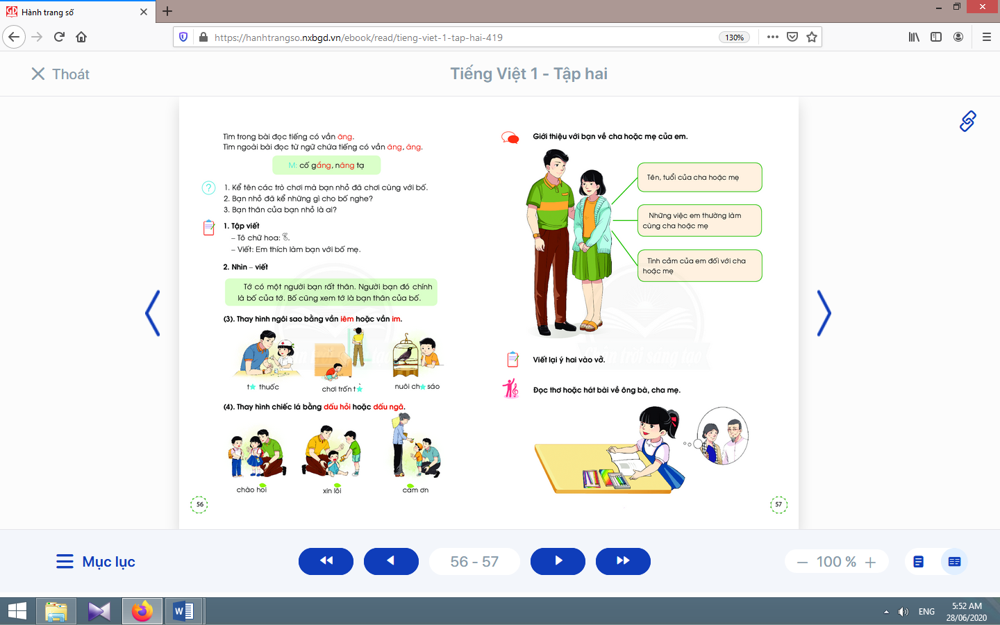 Hành trang số
https://hanhtrangso.nxbgd.vn/ebook/read/tieng-viet-1-tap-hai-419
130%
Thoát
Tiếng Việt 1 - Tập hai
Tìm trong bài đọc tiếng có vần ăng.
Tìm ngoài bài đọc từ ngữ chứa tiếng có vần ăng, âng.
M: cố gắng, nâng tạ
? 1. Kể tên các trò chơi mà bạn nhỏ đã chơi cùng với bố.
2. Bạn nhỏ đã kể những gì cho bố nghe?
3. Bạn thân của bạn nhỏ là ai?
1. Tập viết
– Tô chữ hoa:
– Viết: Em thích làm bạn với bố mẹ.
2. Nhìn – viết
Tớ có một người bạn rất thân. Người bạn đó chính
là bố của tớ. Bố cũng xem tớ là bạn thân của bố.
(3). Thay hình ngôi sao bằng vần iêm hoặc vần im.
t★ thuốc
chơi trốn t★̀
nuôi ch★ sáo
(4). Thay hình chiếc lá bằng dấu hỏi hoặc dấu ngã.
chào hoi
xin lôi
cam ơn
56
Giới thiệu với bạn về cha hoặc mẹ của em.
Tên, tuổi của cha hoặc mẹ
Những việc em thường làm
cùng cha hoặc mẹ
Tình cảm của em đối với cha
hoặc mẹ
Viết lại ý hai vào vở.
Đọc thơ hoặc hát bài về ông bà, cha mẹ.
57
Mục lục
56 - 57
100 %
ENG
5:52 AM
28/06/2020